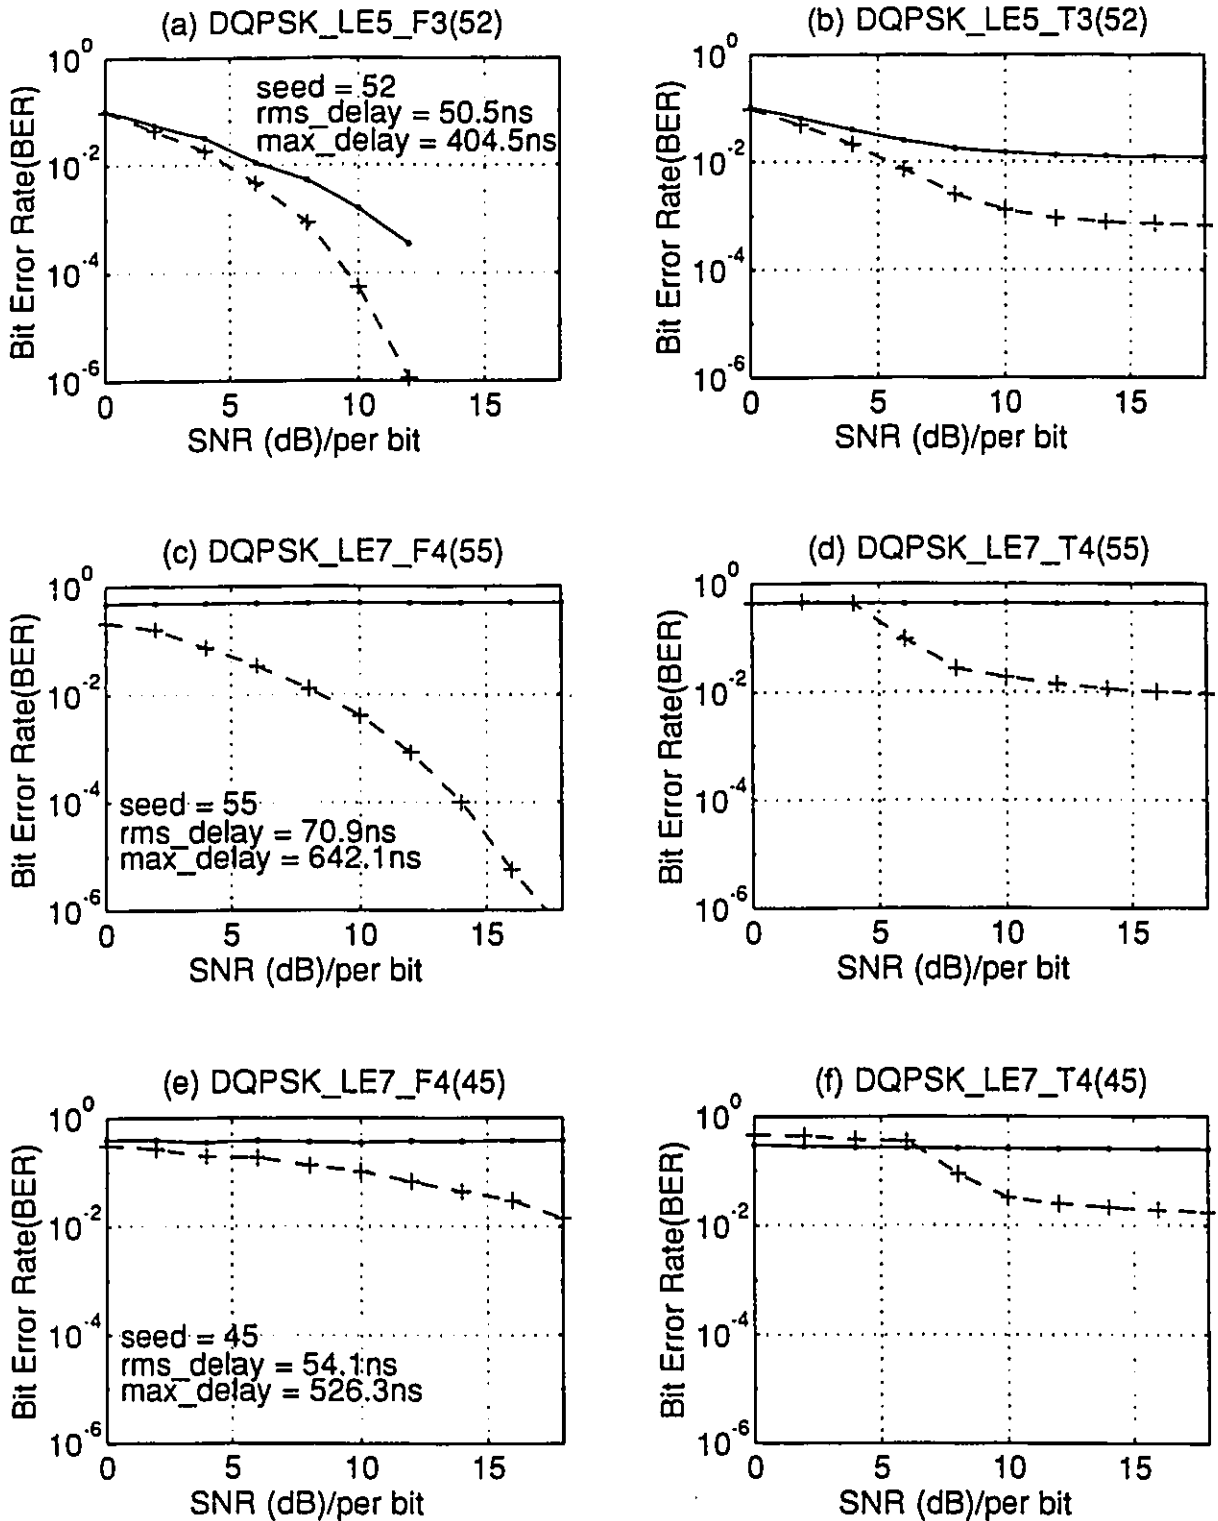 (a) DQPSK_LE5_F3(52)
10^0
10^-2
10^-4
10^-6
Bit Error Rate(BER)
seed = 52
rms_delay = 50.5ns
max_delay = 404.5ns
0 5 10 15
SNR (dB)/per bit
(b) DQPSK_LE5_T3(52)
10^0
10^-2
10^-4
10^-6
Bit Error Rate(BER)
0 5 10 15
SNR (dB)/per bit
(c) DQPSK_LE7_F4(55)
10^0
10^-2
10^-4
10^-6
Bit Error Rate(BER)
seed = 55
rms_delay = 70.9ns
max_delay = 642.1ns
0 5 10 15
SNR (dB)/per bit
(d) DQPSK_LE7_T4(55)
10^0
10^-2
10^-4
10^-6
Bit Error Rate(BER)
0 5 10 15
SNR (dB)/per bit
(e) DQPSK_LE7_F4(45)
10^0
10^-2
10^-4
10^-6
Bit Error Rate(BER)
seed = 45
rms_delay = 54.1ns
max_delay = 526.3ns
0 5 10 15
SNR (dB)/per bit
(f) DQPSK_LE7_T4(45)
10^0
10^-2
10^-4
10^-6
Bit Error Rate(BER)
0 5 10 15
SNR (dB)/per bit